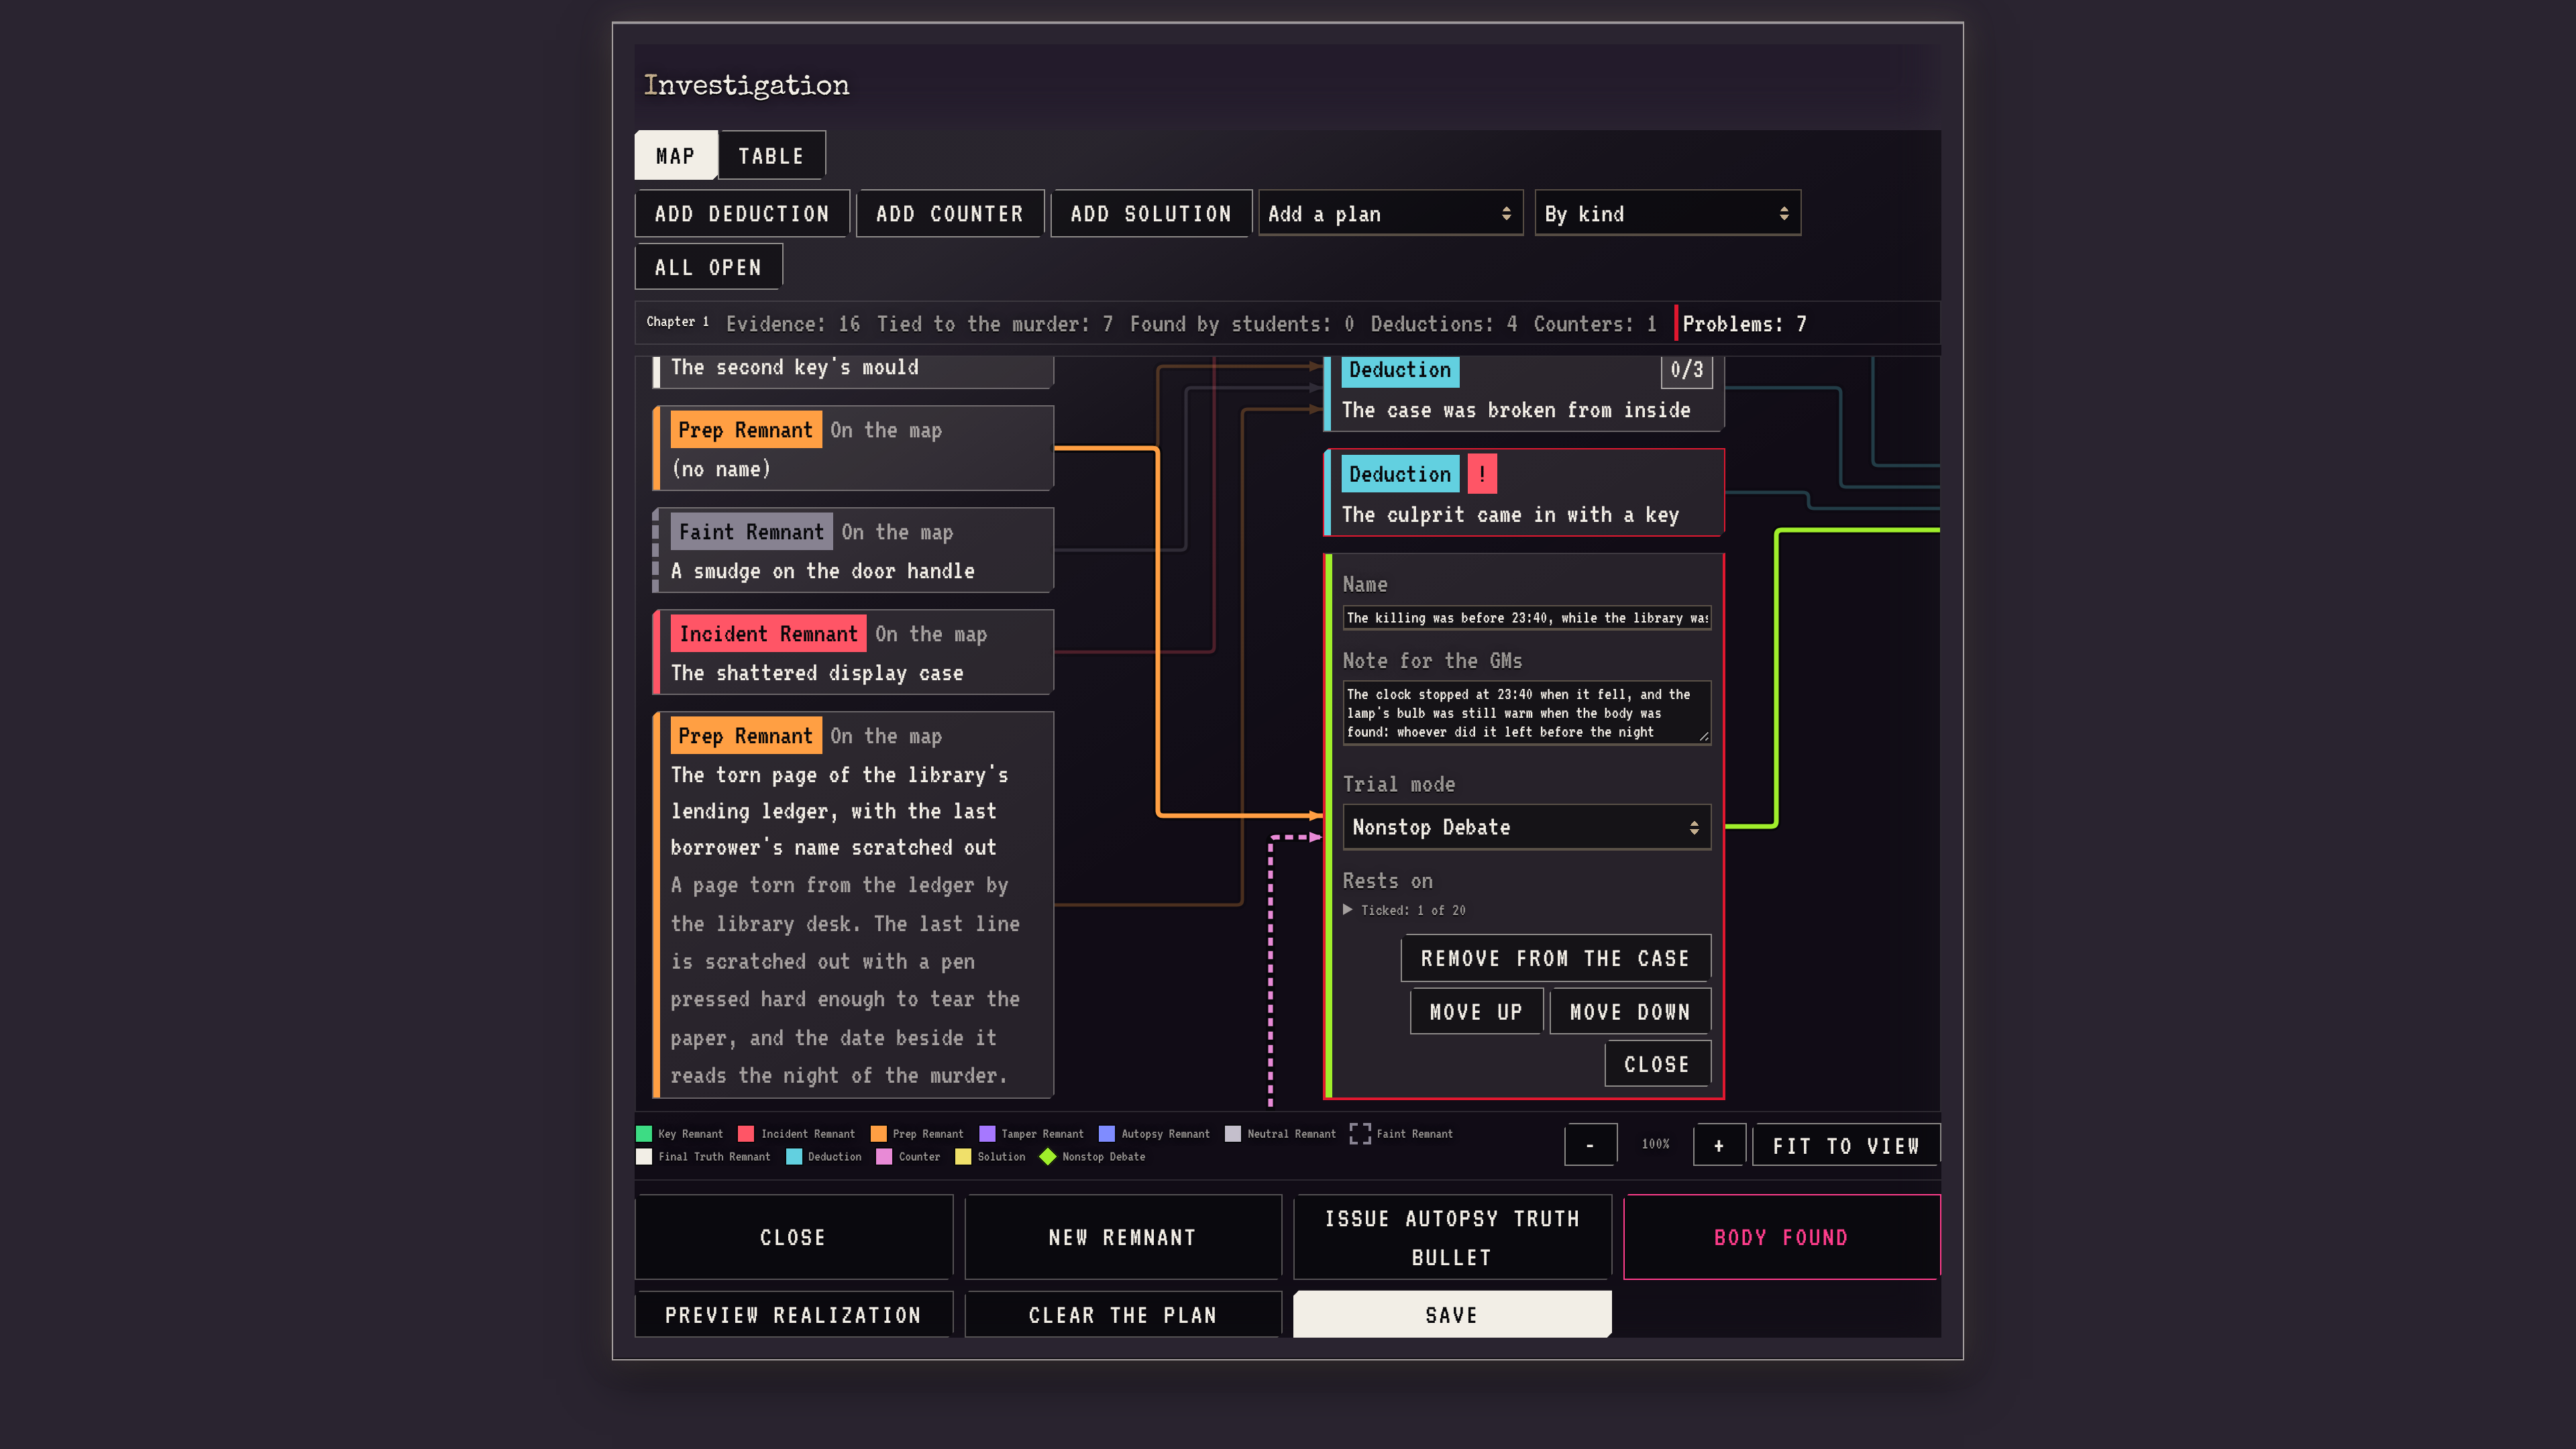 Investigation
MAP
TABLE
ADD DEDUCTION
ADD COUNTER
ADD SOLUTION
Add a plan
By kind
ALL OPEN
Chapter 1
Evidence: 16
Tied to the murder: 7
Found by students: 0
Deductions: 4
Counters: 1
Problems: 7
The second key's mould
Prep Remnant
On the map
(no name)
Faint Remnant
On the map
A smudge on the door handle
Incident Remnant
On the map
The shattered display case
Prep Remnant
On the map
The torn page of the library's
lending ledger, with the last
borrower's name scratched out
A page torn from the ledger by
the library desk. The last line
is scratched out with a pen
pressed hard enough to tear the
paper, and the date beside it
reads the night of the murder.
Deduction
0/3
The case was broken from inside
Deduction
!
The culprit came in with a key
Name
The killing was before 23:40, while the library was
Note for the GMs
The clock stopped at 23:40 when it fell, and the
lamp's bulb was still warm when the body was
found: whoever did it left before the night
Trial mode
Nonstop Debate
Rests on
Ticked: 1 of 20
REMOVE FROM THE CASE
MOVE UP
MOVE DOWN
CLOSE
Key Remnant
Incident Remnant
Prep Remnant
Tamper Remnant
Autopsy Remnant
Neutral Remnant
Faint Remnant
Final Truth Remnant
Deduction
Counter
Solution
Nonstop Debate
-
100%
+
FIT TO VIEW
CLOSE
NEW REMNANT
ISSUE AUTOPSY TRUTH
BULLET
BODY FOUND
PREVIEW REALIZATION
CLEAR THE PLAN
SAVE